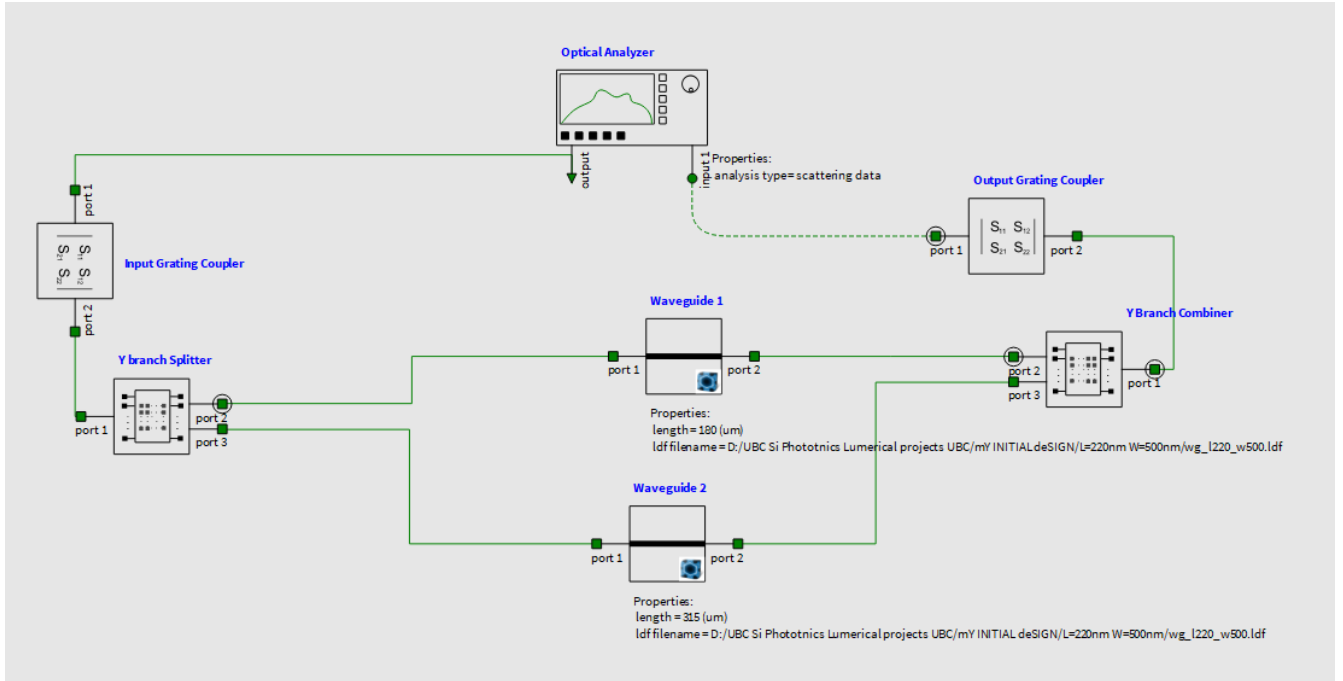 Optical Analyzer
output
input 1
Properties:
analysis type= scattering data
Output Grating Coupler
S11 S12
S21 S22
port 1
port 2
port 1
S11 S12
S21 S22
Input Grating Coupler
port 2
Waveguide 1
port 1
port 2
Properties:
length = 180 (um)
ldf filename = D:/UBC Si Phototnics Lumerical projects UBC/mY INITIAL deSIGN/L=220nm W=500nm/wg_l220_w500.ldf
Y Branch Combiner
port 2
port 3
port 1
Y branch Splitter
port 1
port 2
port 3
Waveguide 2
port 1
port 2
Properties:
length = 315 (um)
ldf filename = D:/UBC Si Phototnics Lumerical projects UBC/mY INITIAL deSIGN/L=220nm W=500nm/wg_l220_w500.ldf